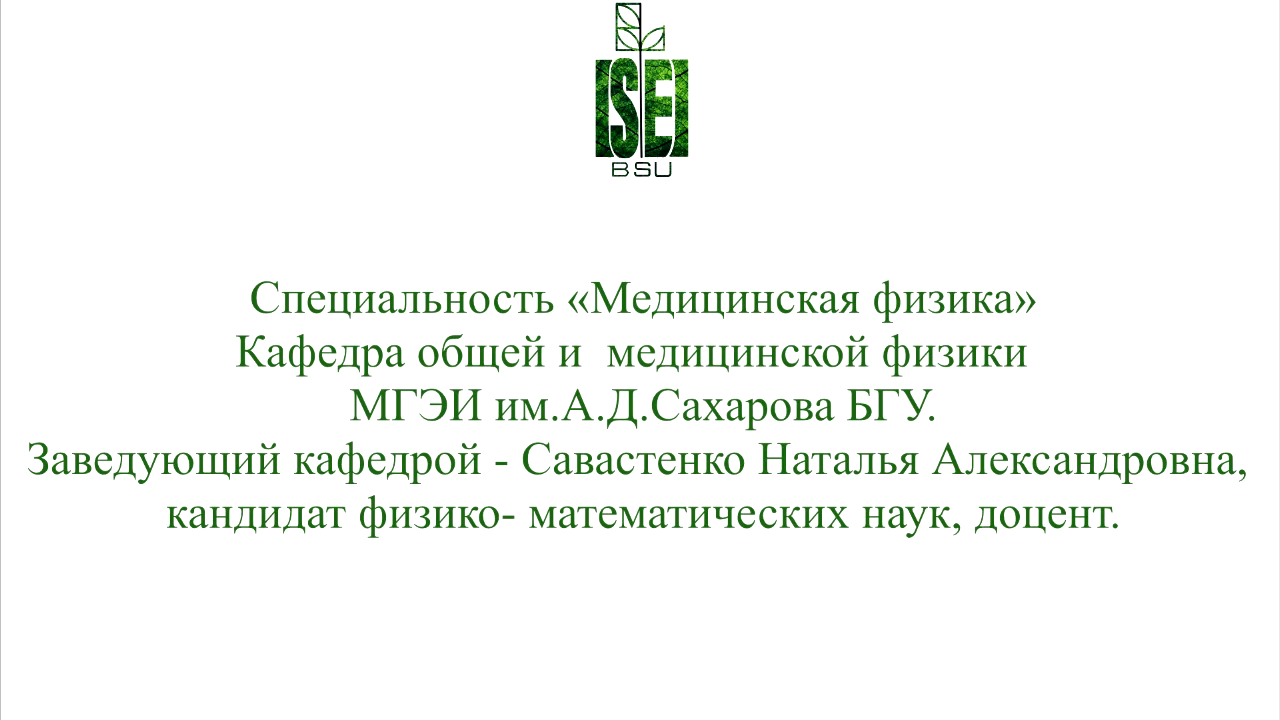 ISEI
BSU
Специальность «Медицинская физика»
Кафедра общей и  медицинской физики
МГЭИ им.А.Д.Сахарова БГУ.
Заведующий кафедрой - Савастенко Наталья Александровна,
кандидат физико- математических наук, доцент.